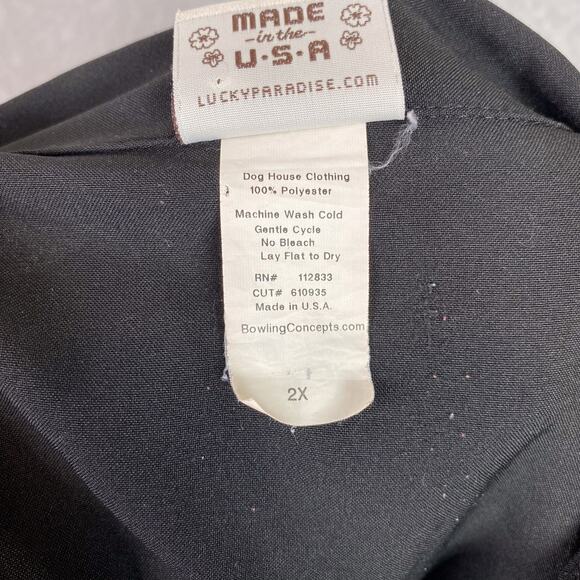 MADE
-in the-
U•S•A
LUCKYPARADISE.COM
Dog House Clothing
100% Polyester
Machine Wash Cold
Gentle Cycle
No Bleach
Lay Flat to Dry
RN# 112833
CUT# 610935
Made in U.S.A.
BowlingConcepts.com
2X